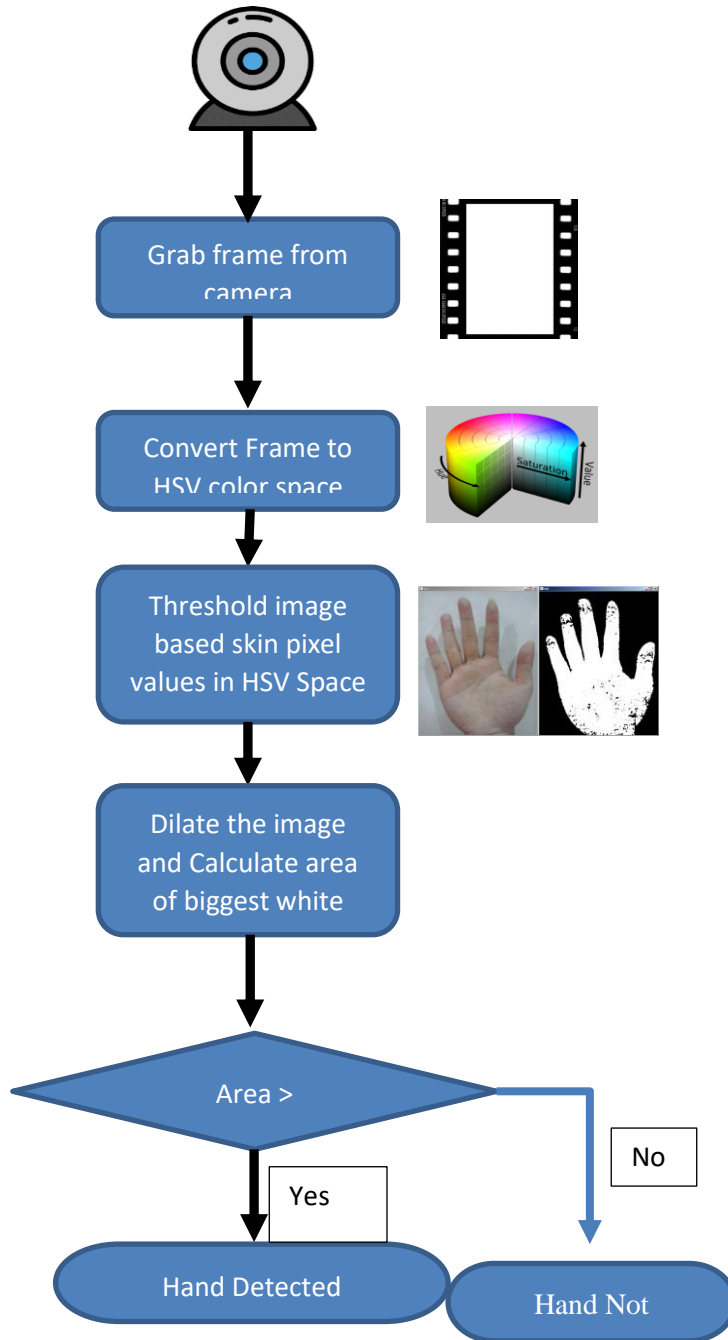 Grab frame from
camera
Convert Frame to
HSV color space
Hue
Saturation
Value
Threshold image
based skin pixel
values in HSV Space
Dilate the image
and Calculate area
of biggest white
Area >
No
Yes
Hand Detected
Hand Not